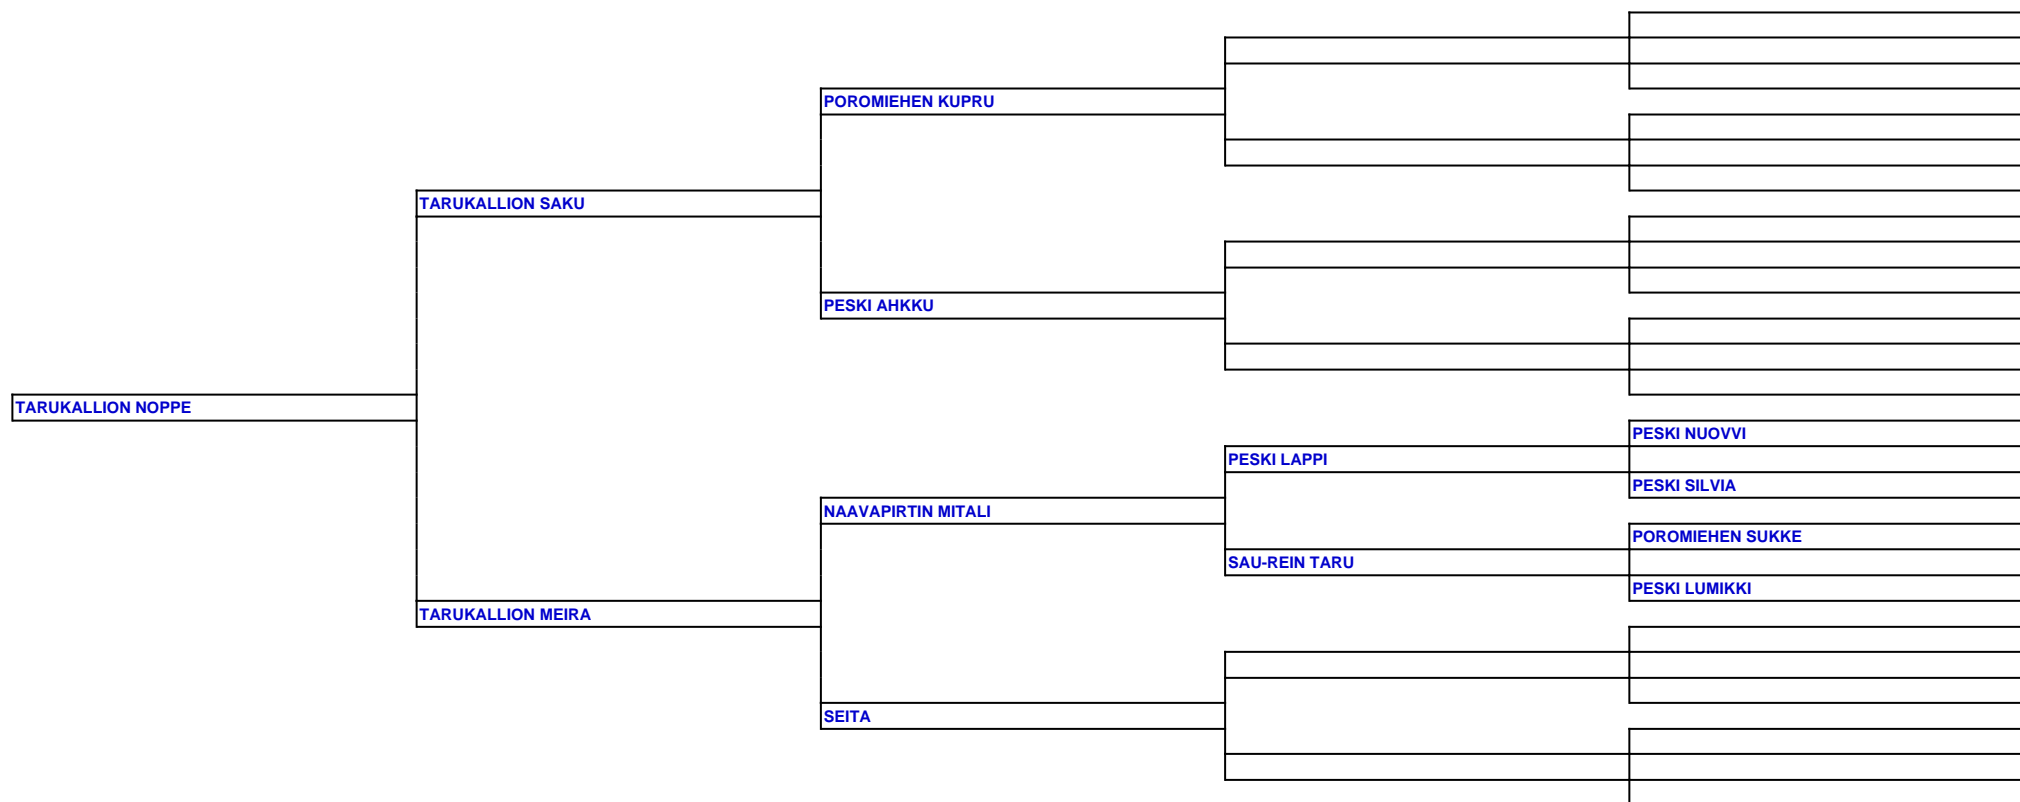 POROMIEHEN KUPRU
TARUKALLION SAKU
PESKI AHKKU
TARUKALLION NOPPE
PESKI NUOVVI
PESKI LAPPI
PESKI SILVIA
NAAVAPIRTIN MITALI
POROMIEHEN SUKKE
SAU-REIN TARU
PESKI LUMIKKI
TARUKALLION MEIRA
SEITA